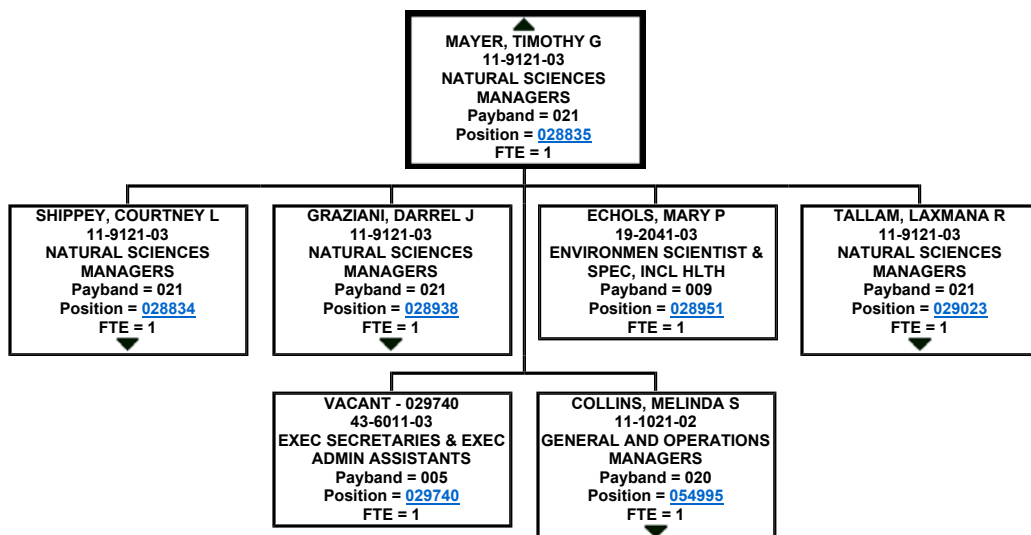 MAYER, TIMOTHY G
11-9121-03
NATURAL SCIENCES
MANAGERS
Payband = 021
Position = 028835
FTE = 1
SHIPPEY, COURTNEY L
11-9121-03
NATURAL SCIENCES
MANAGERS
Payband = 021
Position = 028834
FTE = 1
GRAZIANI, DARREL J
11-9121-03
NATURAL SCIENCES
MANAGERS
Payband = 021
Position = 028938
FTE = 1
ECHOLS, MARY P
19-2041-03
ENVIRONMEN SCIENTIST &
SPEC, INCL HLTH
Payband = 009
Position = 028951
FTE = 1
TALLAM, LAXMANA R
11-9121-03
NATURAL SCIENCES
MANAGERS
Payband = 021
Position = 029023
FTE = 1
VACANT - 029740
43-6011-03
EXEC SECRETARIES & EXEC
ADMIN ASSISTANTS
Payband = 005
Position = 029740
FTE = 1
COLLINS, MELINDA S
11-1021-02
GENERAL AND OPERATIONS
MANAGERS
Payband = 020
Position = 054995
FTE = 1